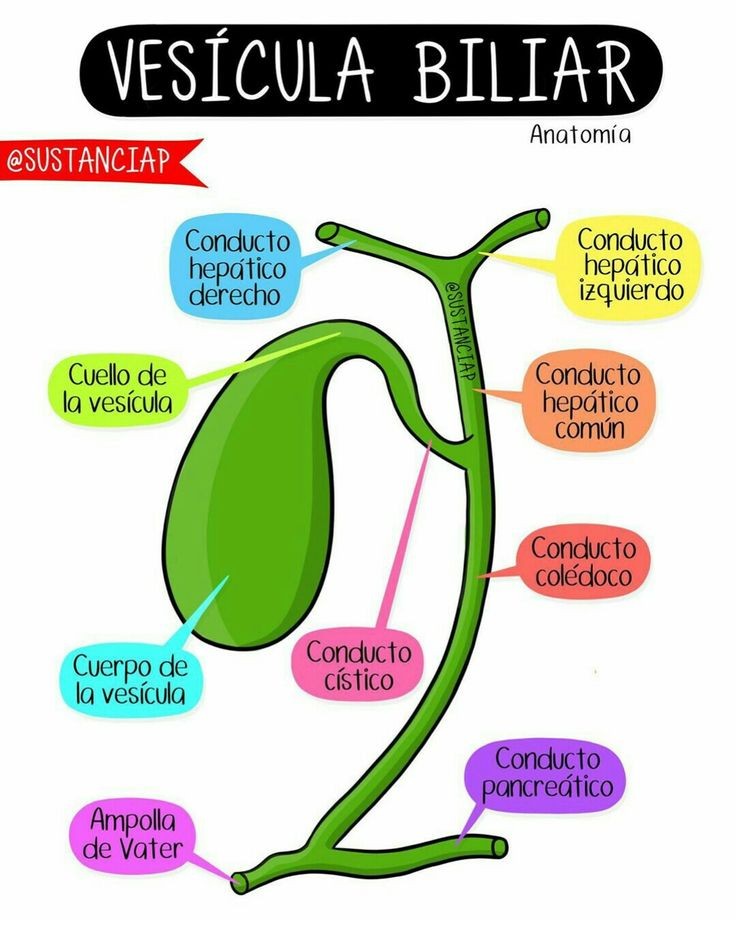 VESÍCULA BILIAR
Anatomía
@SUSTANCIAP
Conducto
hepático
derecho
Conducto
hepático
izquierdo
@SUSTANCIAP
Cuello de
la vesícula
Conducto
hepático
común
Conducto
colédoco
Conducto
cístico
Cuerpo de
la vesícula
Conducto
pancreático
Ampolla
de Vater